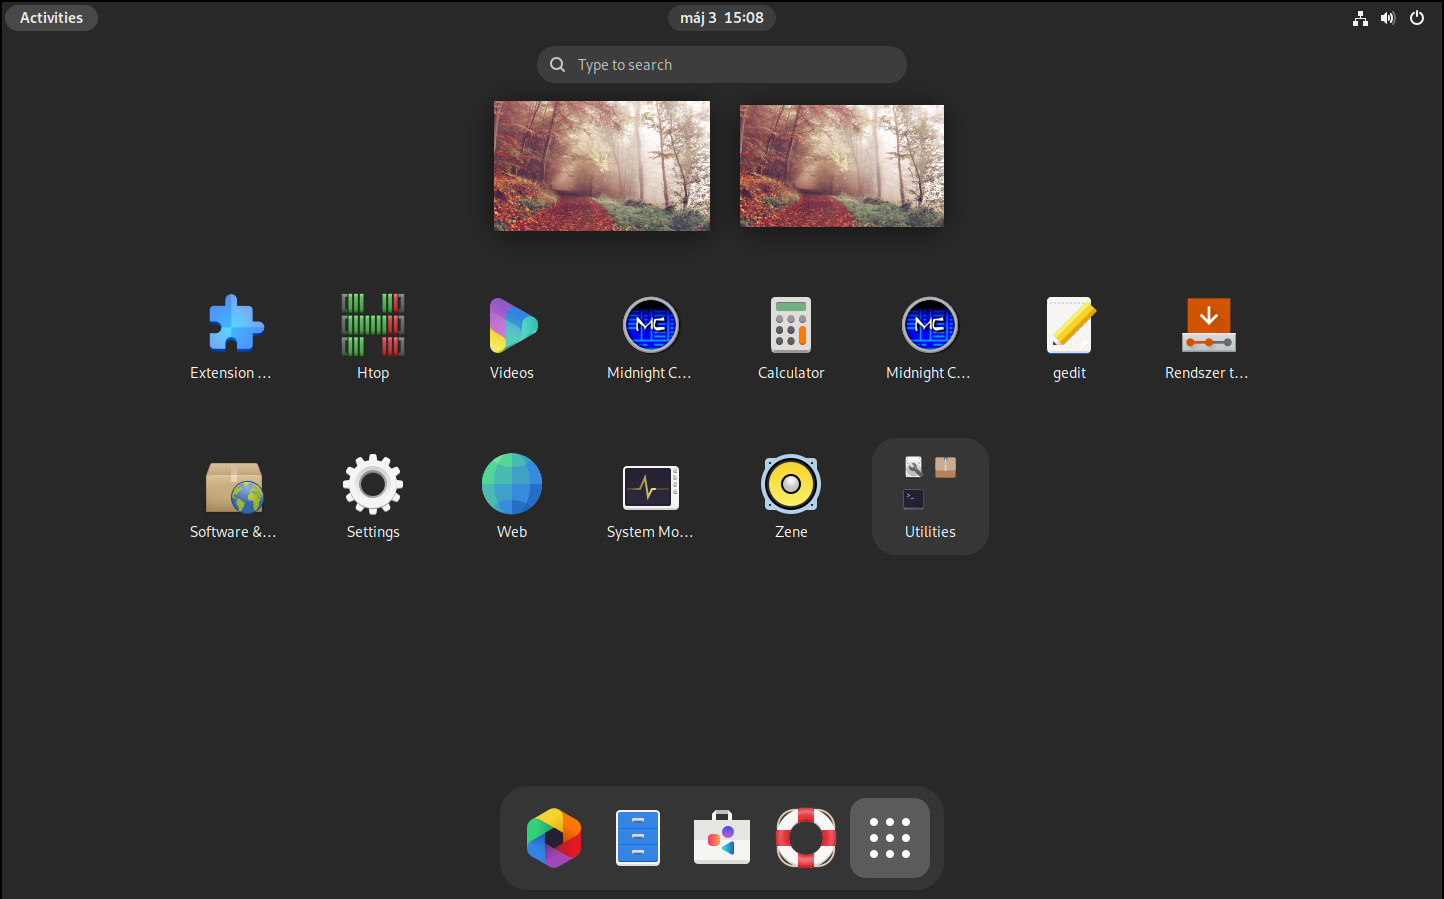 Activities
máj 3 15:08
Type to search
Extension ...
Htop
Videos
Midnight C...
Calculator
Midnight C...
gedit
Rendszer t...
Software &...
Settings
Web
System Mo...
Zene
Utilities